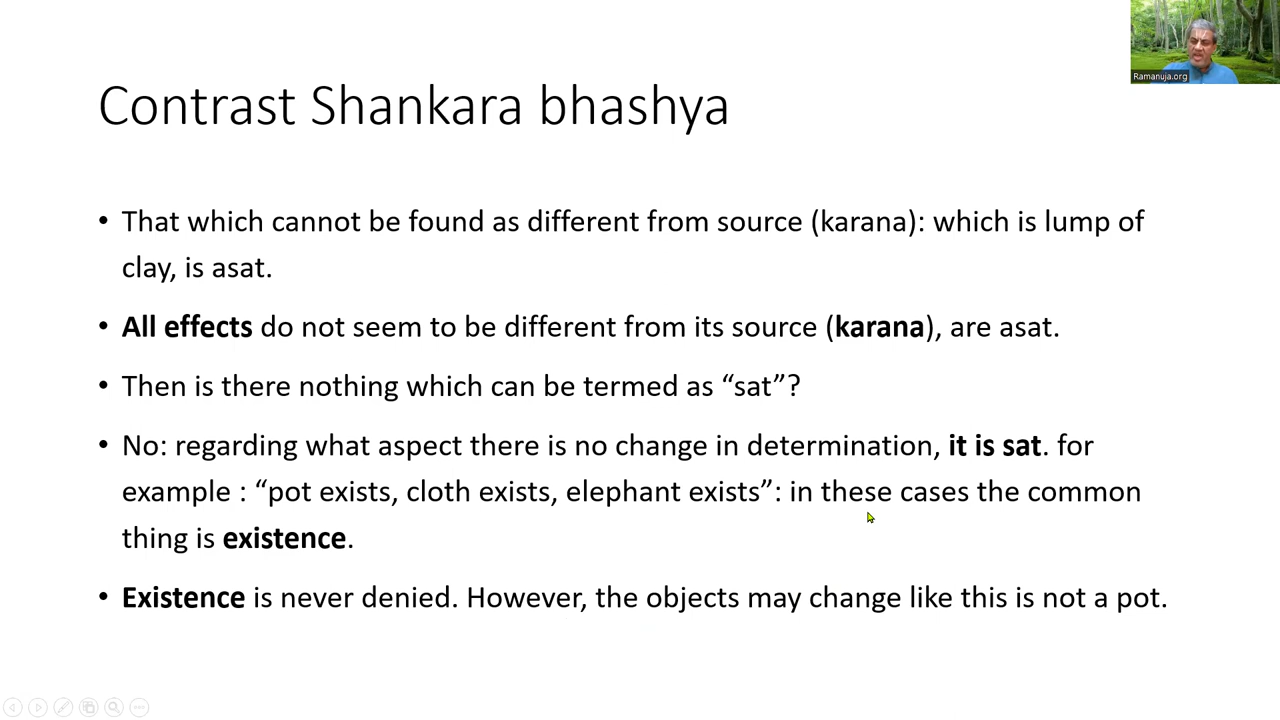 Ramanuja.org
Contrast Shankara bhashya
• That which cannot be found as different from source (karana): which is lump of
clay, is asat.
• All effects do not seem to be different from its source (karana), are asat.
• Then is there nothing which can be termed as “sat”?
• No: regarding what aspect there is no change in determination, it is sat. for
example : “pot exists, cloth exists, elephant exists”: in these cases the common
thing is existence.
• Existence is never denied. However, the objects may change like this is not a pot.